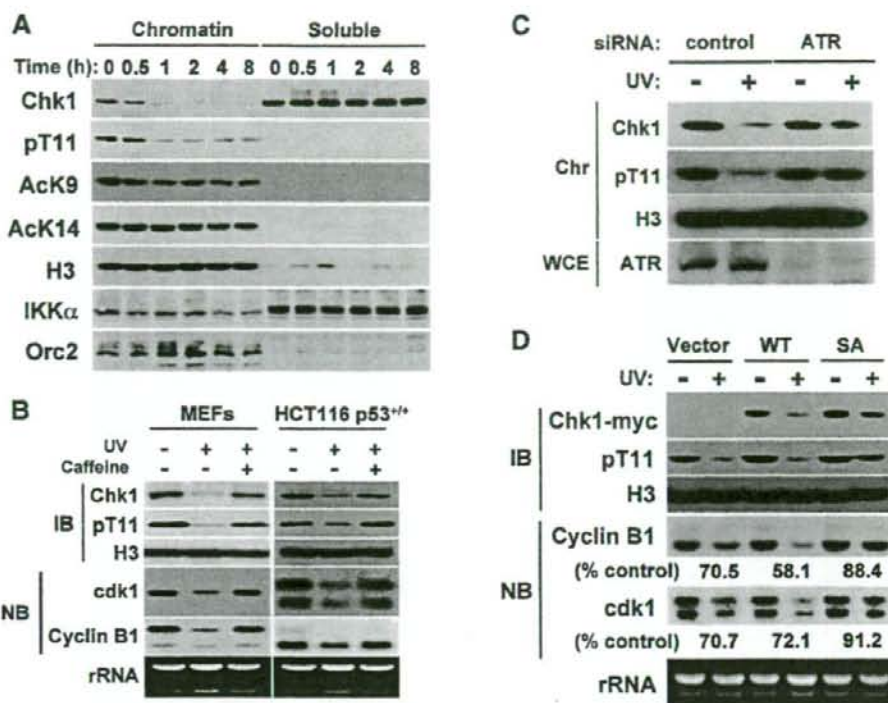 A
Chromatin Soluble
Time (h): 0 0.5 1 2 4 8 0 0.5 1 2 4 8
Chk1
pT11
AcK9
AcK14
H3
IKKα
Orc2
B
MEFs HCT116 p53+/+
UV - + + - + +
Caffeine - - + - - +
IB
Chk1
pT11
H3
NB
cdk1
Cyclin B1
rRNA
C
siRNA: control ATR
UV: - + - +
Chr
Chk1
pT11
H3
WCE ATR
D
Vector WT SA
UV: - + - + - +
IB
Chk1-myc
pT11
H3
NB
Cyclin B1
(% control) 70.5 58.1 88.4
cdk1
(% control) 70.7 72.1 91.2
rRNA